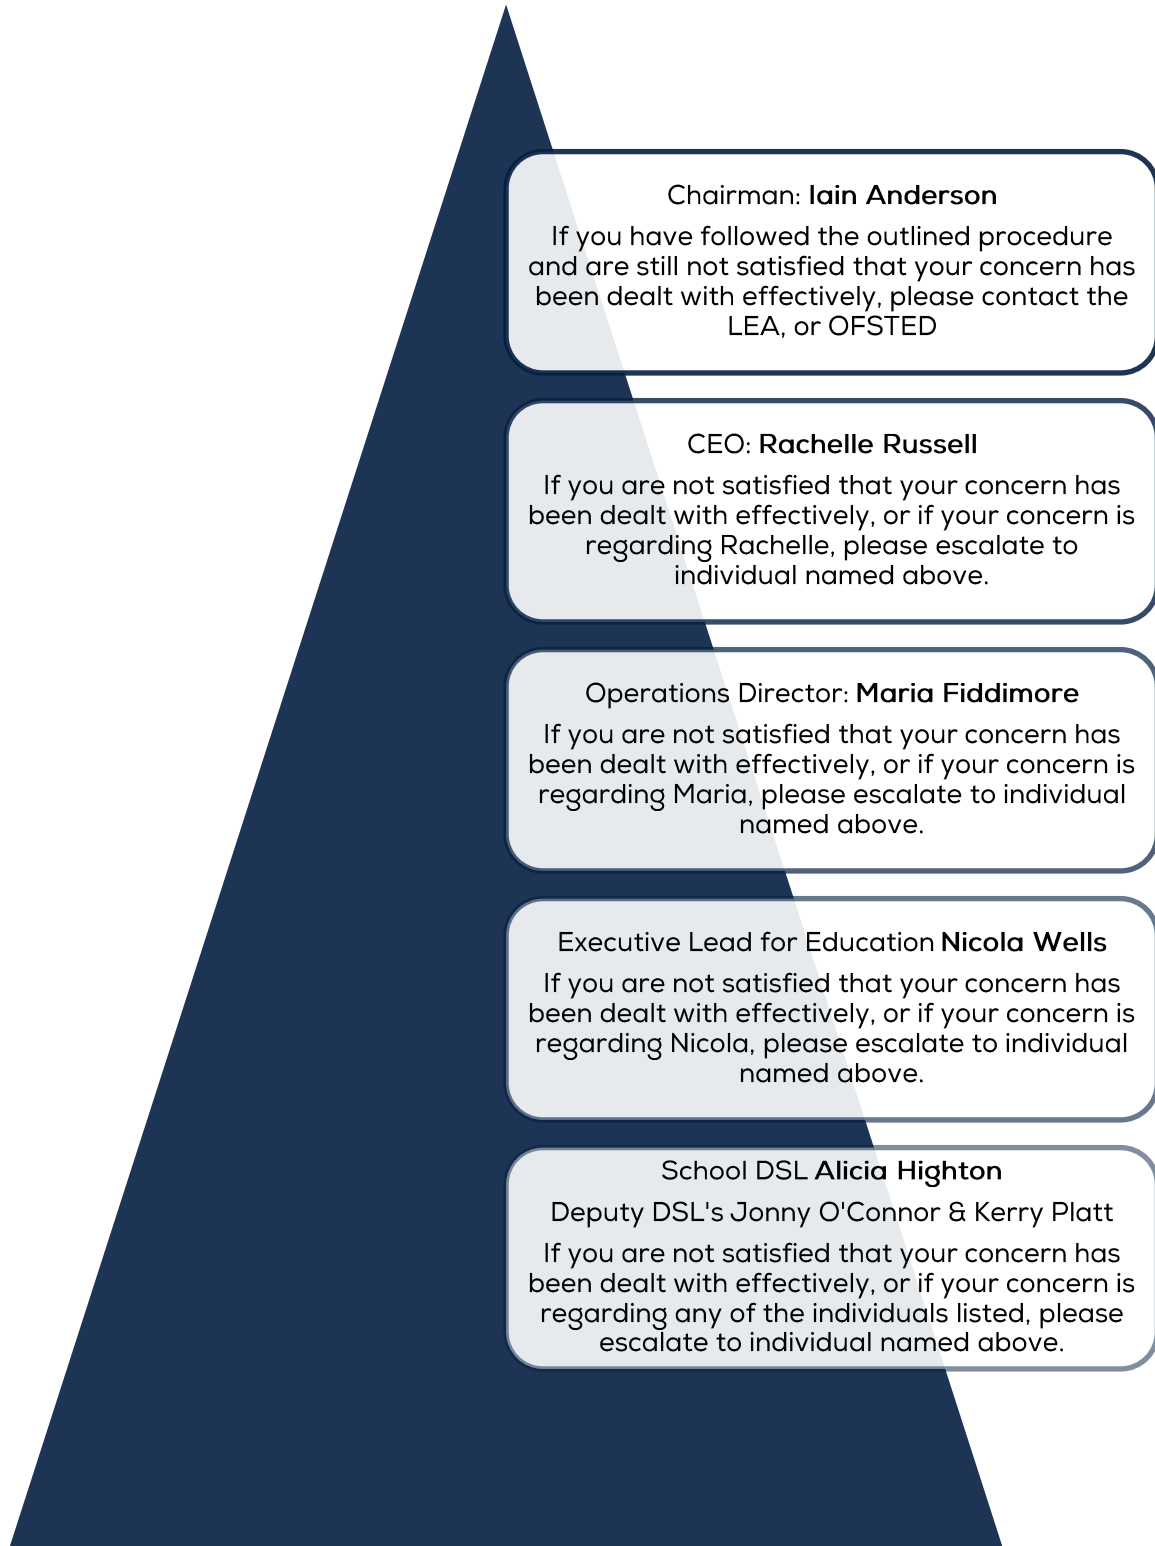 Chairman: Iain Anderson
If you have followed the outlined procedure
and are still not satisfied that your concern has
been dealt with effectively, please contact the
LEA, or OFSTED
CEO: Rachelle Russell
If you are not satisfied that your concern has
been dealt with effectively, or if your concern is
regarding Rachelle, please escalate to
individual named above.
Operations Director: Maria Fiddimore
If you are not satisfied that your concern has
been dealt with effectively, or if your concern is
regarding Maria, please escalate to individual
named above.
Executive Lead for Education Nicola Wells
If you are not satisfied that your concern has
been dealt with effectively, or if your concern is
regarding Nicola, please escalate to individual
named above.
School DSL Alicia Highton
Deputy DSL's Jonny O'Connor & Kerry Platt
If you are not satisfied that your concern has
been dealt with effectively, or if your concern is
regarding any of the individuals listed, please
escalate to individual named above.